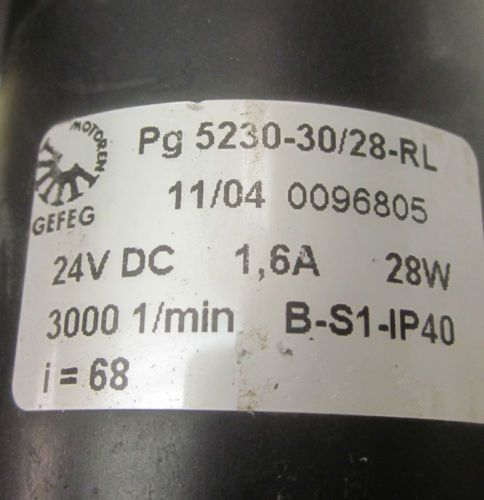 MOTOREN
GEFEG
Pg 5230-30/28-RL
11/04 0096805
24V DC 1,6A 28W
3000 1/min B-S1-IP40
i = 68